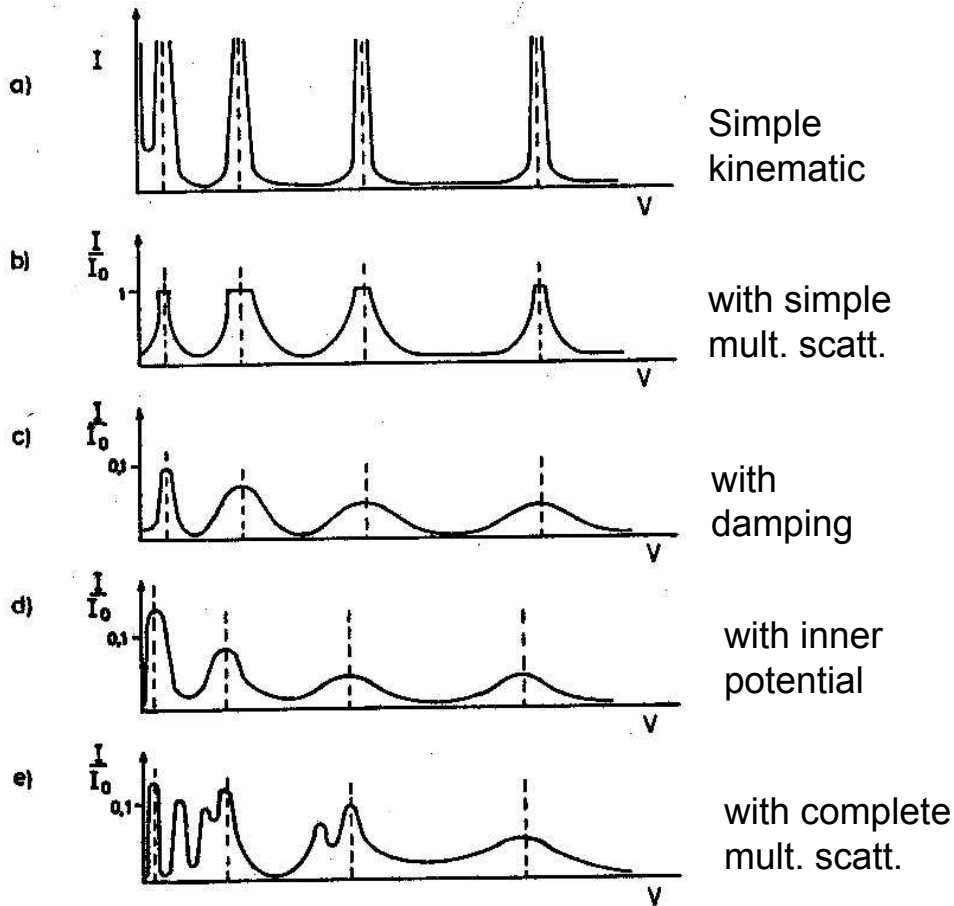 a)
I
V
Simple
kinematic
b)
I
I₀
1
V
with simple
mult. scatt.
c)
I
I₀
0,1
V
with
damping
d)
I
I₀
0,1
V
with inner
potential
e)
I
I₀
0,1
V
with complete
mult. scatt.